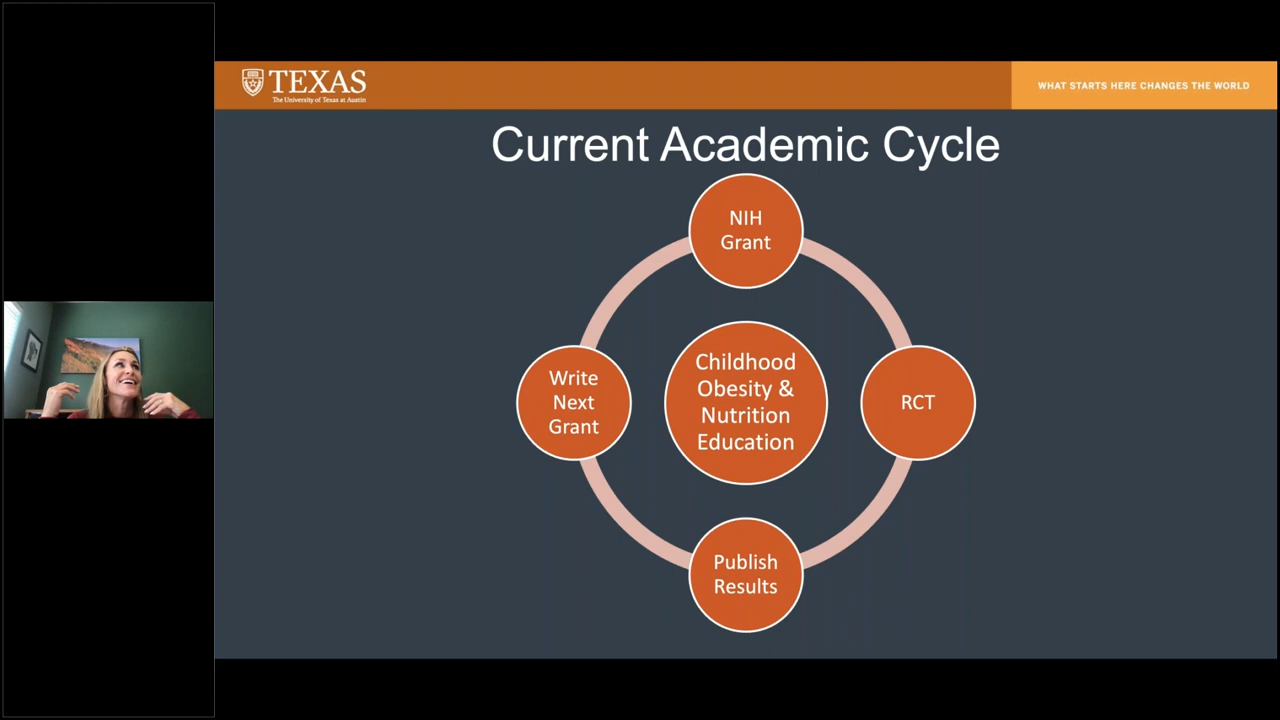 TEXAS
The University of Texas at Austin
WHAT STARTS HERE CHANGES THE WORLD
Current Academic Cycle
NIH
Grant
Write
Next
Grant
Childhood
Obesity &
Nutrition
Education
RCT
Publish
Results